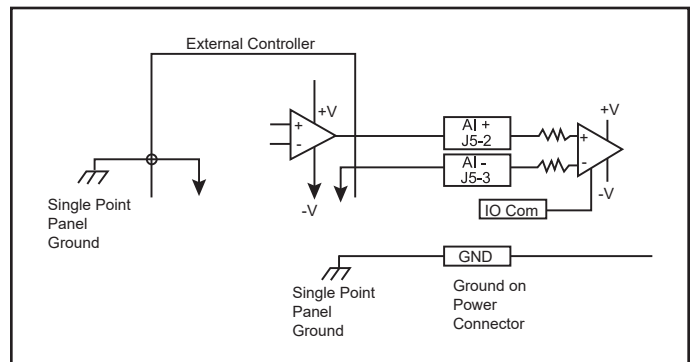 External Controller
+V
+
-
-V
AI +
J5-2
AI -
J5-3
+V
+
-
-V
IO Com
Single Point
Panel
Ground
GND
Single Point
Panel
Ground
Ground on
Power
Connector